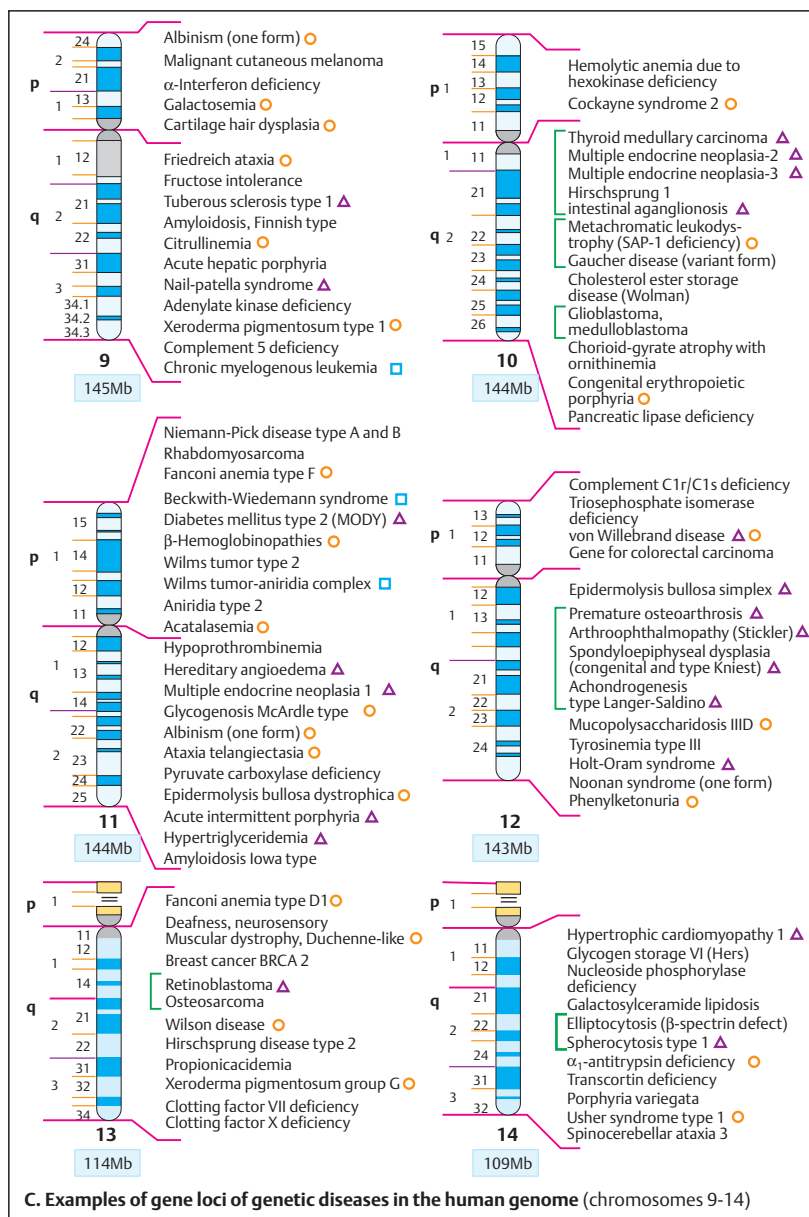 24
2
21
p
13
1
1
12
q
21
2
22
31
3
34.1
34.2
34.3
9
145Mb
Albinism (one form)
Malignant cutaneous melanoma
α-Interferon deficiency
Galactosemia
Cartilage hair dysplasia
Friedreich ataxia
Fructose intolerance
Tuberous sclerosis type 1
Amyloidosis, Finnish type
Citrullinemia
Acute hepatic porphyria
Nail-patella syndrome
Adenylate kinase deficiency
Xeroderma pigmentosum type 1
Complement 5 deficiency
Chronic myelogenous leukemia
15
14
13
p 1
12
11
1
11
21
q 2
22
23
24
25
26
10
144Mb
Hemolytic anemia due to
hexokinase deficiency
Cockayne syndrome 2
Thyroid medullary carcinoma
Multiple endocrine neoplasia-2
Multiple endocrine neoplasia-3
Hirschsprung 1
intestinal aganglionosis
Metachromatic leukodys-
trophy (SAP-1 deficiency)
Gaucher disease (variant form)
Cholesterol ester storage
disease (Wolman)
Glioblastoma,
medulloblastoma
Chorioid-gyrate atrophy with
ornithinemia
Congenital erythropoietic
porphyria
Pancreatic lipase deficiency
15
p
1
14
12
11
12
1
13
q
14
22
2
23
24
25
11
144Mb
Niemann-Pick disease type A and B
Rhabdomyosarcoma
Fanconi anemia type F
Beckwith-Wiedemann syndrome
Diabetes mellitus type 2 (MODY)
β-Hemoglobinopathies
Wilms tumor type 2
Wilms tumor-aniridia complex
Aniridia type 2
Acatalasemia
Hypoprothrombinemia
Hereditary angioedema
Multiple endocrine neoplasia 1
Glycogenosis McArdle type
Albinism (one form)
Ataxia telangiectasia
Pyruvate carboxylase deficiency
Epidermolysis bullosa dystrophica
Acute intermittent porphyria
Hypertriglyceridemia
Amyloidosis Iowa type
13
p 1
12
11
12
1
13
q
21
22
2
23
24
12
143Mb
Complement C1r/C1s deficiency
Triosephosphate isomerase
deficiency
von Willebrand disease
Gene for colorectal carcinoma
Epidermolysis bullosa simplex
Premature osteoarthrosis
Arthroophthalmopathy (Stickler)
Spondyloepiphyseal dysplasia
(congenital and type Kniest)
Achondrogenesis
type Langer-Saldino
Mucopolysaccharidosis IIID
Tyrosinemia type III
Holt-Oram syndrome
Noonan syndrome (one form)
Phenylketonuria
p 1
11
12
1
14
q
21
2
22
31
3
32
34
13
114Mb
Fanconi anemia type D1
Deafness, neurosensory
Muscular dystrophy, Duchenne-like
Breast cancer BRCA 2
Retinoblastoma
Osteosarcoma
Wilson disease
Hirschsprung disease type 2
Propionicacidemia
Xeroderma pigmentosum group G
Clotting factor VII deficiency
Clotting factor X deficiency
p 1
11
1
12
q
21
2
22
24
31
3
32
14
109Mb
Hypertrophic cardiomyopathy 1
Glycogen storage VI (Hers)
Nucleoside phosphorylase
deficiency
Galactosylceramide lipidosis
Elliptocytosis (β-spectrin defect)
Spherocytosis type 1
α1-antitrypsin deficiency
Transcortin deficiency
Porphyria variegata
Usher syndrome type 1
Spinocerebellar ataxia 3
C. Examples of gene loci of genetic diseases in the human genome (chromosomes 9-14)